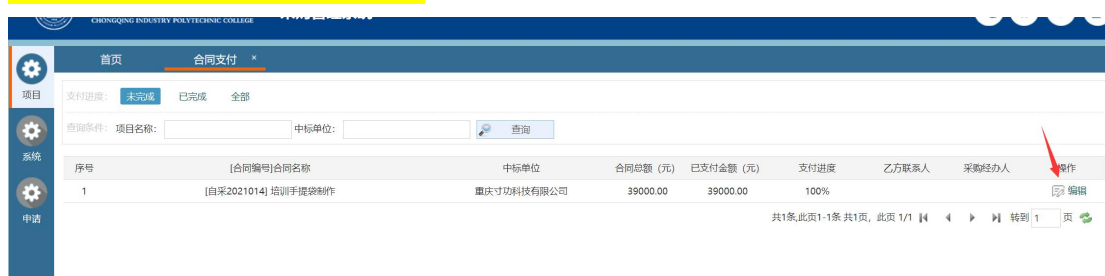 CHONGQING INDUSTRY POLYTECHNIC COLLEGE
首页 合同支付 ×
项目 支付进度: 未完成 已完成 全部
查询条件: 项目名称: 中标单位: 查询
系统
序号 [合同编号]合同名称 中标单位 合同总额 (元) 已支付金额 (元) 支付进度 乙方联系人 采购经办人 操作
1 [自采2021014] 培训手提袋制作 重庆寸功科技有限公司 39000.00 39000.00 100% 编辑
申请
共1条,此页1-1条 共1页, 此页 1/1 转到 1 页